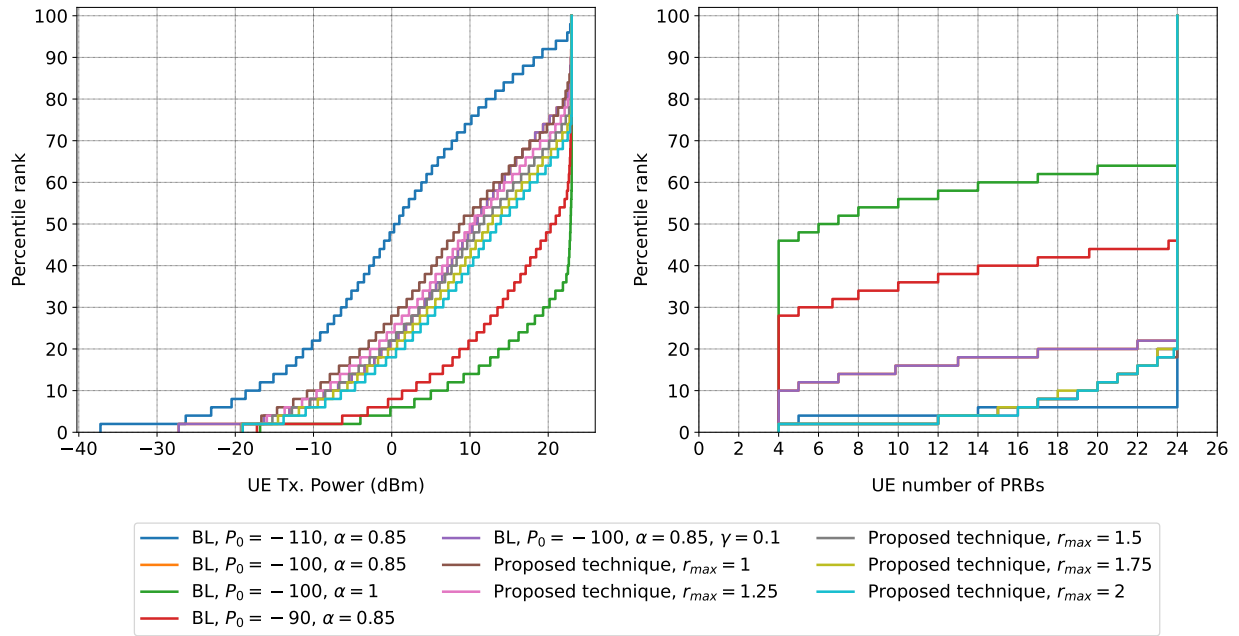 100
90
80
70
60
50
40
30
20
10
0
Percentile rank
−40 −30 −20 −10 0 10 20
UE Tx. Power (dBm)
100
90
80
70
60
50
40
30
20
10
0
Percentile rank
0 2 4 6 8 10 12 14 16 18 20 22 24 26
UE number of PRBs
BL, P₀ = −110, α = 0.85
BL, P₀ = −100, α = 0.85
BL, P₀ = −100, α = 1
BL, P₀ = −90, α = 0.85
BL, P₀ = −100, α = 0.85, γ = 0.1
Proposed technique, r_max = 1
Proposed technique, r_max = 1.25
Proposed technique, r_max = 1.5
Proposed technique, r_max = 1.75
Proposed technique, r_max = 2